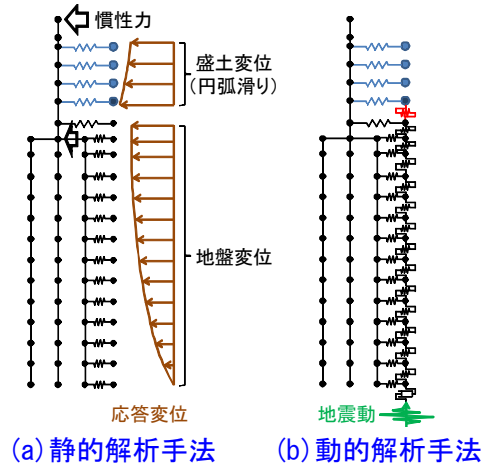 慣性力
盛土変位
(円弧滑り)
地盤変位
応答変位
地震動
(a)静的解析手法
(b)動的解析手法